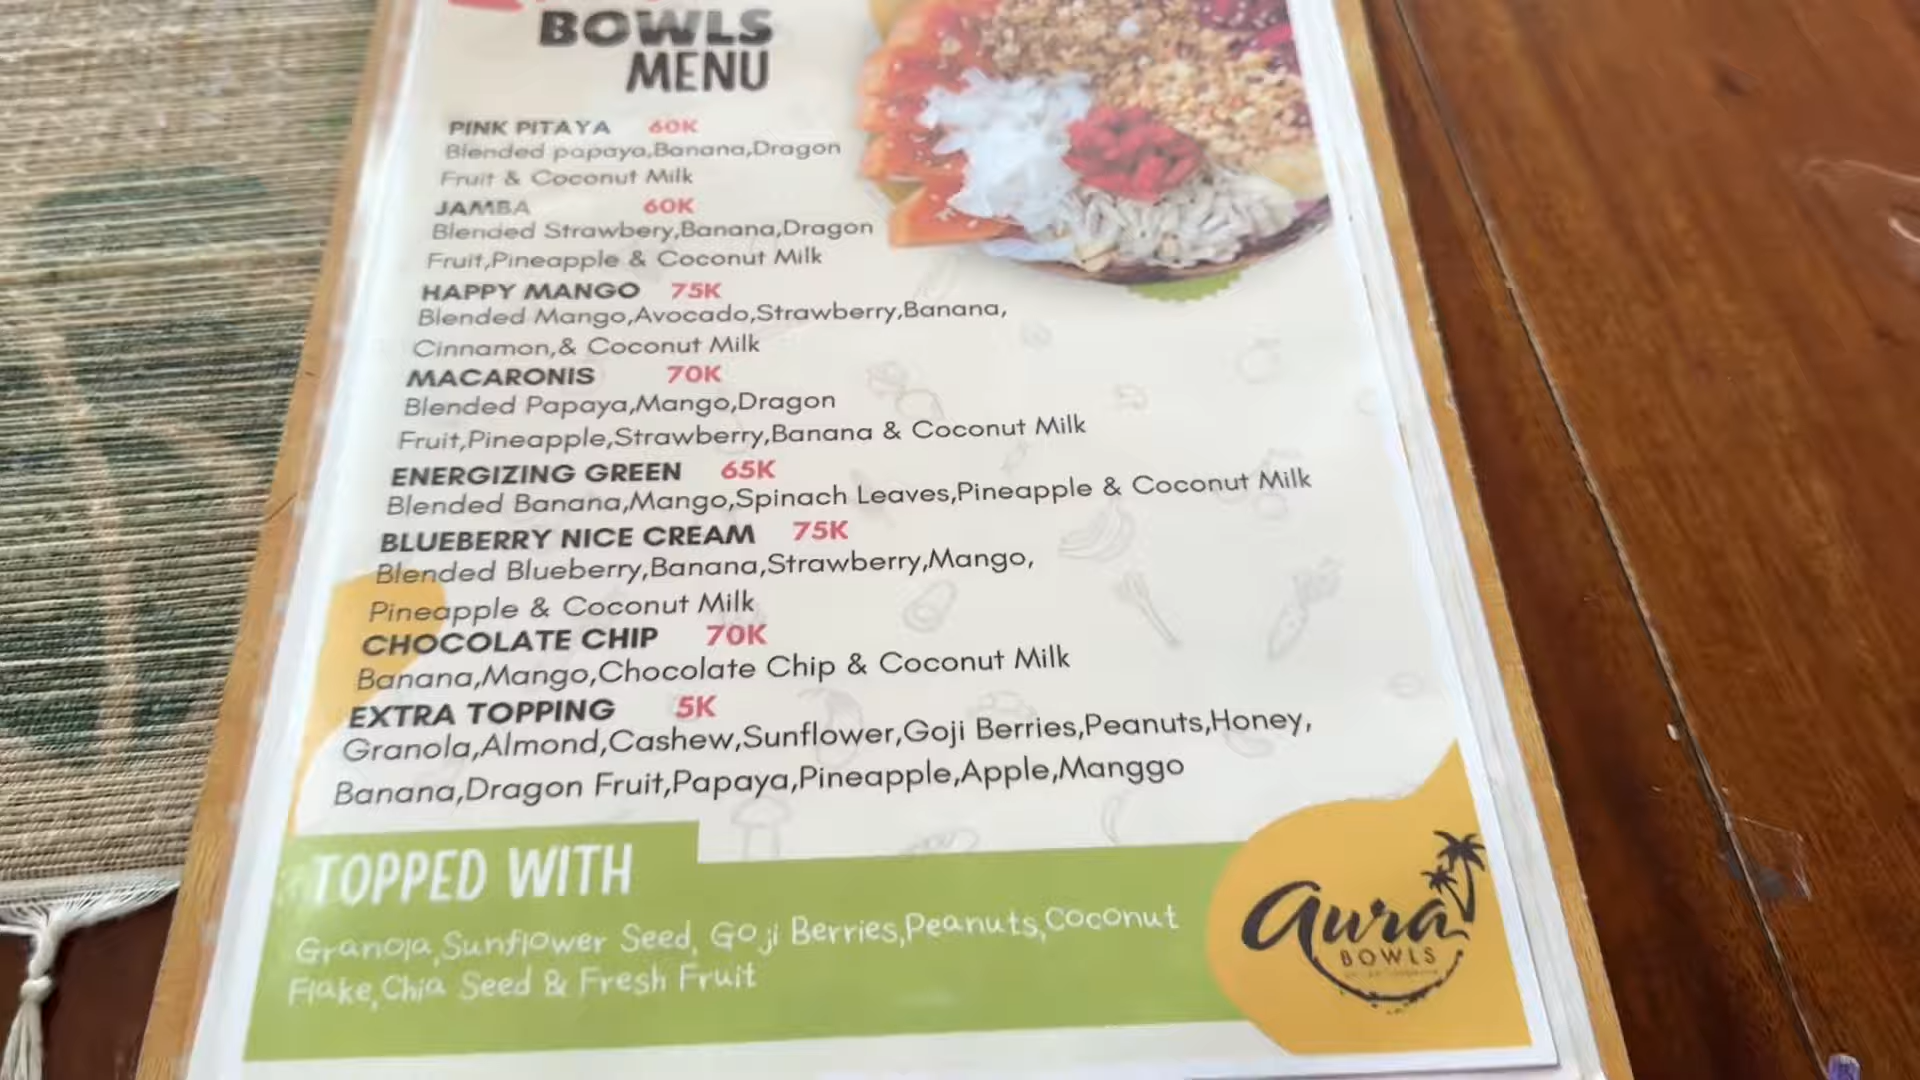 BOWLS
MENU
PINK PITAYA 60K
Blended papaya,Banana,Dragon
Fruit & Coconut Milk
JAMBA 60K
Blended Strawbery,Banana,Dragon
Fruit,Pineapple & Coconut Milk
HAPPY MANGO 75K
Blended Mango,Avocado,Strawberry,Banana,
Cinnamon,& Coconut Milk
MACARONIS 70K
Blended Papaya,Mango,Dragon
Fruit,Pineapple,Strawberry,Banana & Coconut Milk
ENERGIZING GREEN 65K
Blended Banana,Mango,Spinach Leaves,Pineapple & Coconut Milk
BLUEBERRY NICE CREAM 75K
Blended Blueberry,Banana,Strawberry,Mango,
Pineapple & Coconut Milk
CHOCOLATE CHIP 70K
Banana,Mango,Chocolate Chip & Coconut Milk
EXTRA TOPPING 5K
Granola,Almond,Cashew,Sunflower,Goji Berries,Peanuts,Honey,
Banana,Dragon Fruit,Papaya,Pineapple,Apple,Manggo
TOPPED WITH
Granola,Sunflower Seed, Goji Berries,Peanuts,Coconut
Flake,Chia Seed & Fresh Fruit
aura
BOWLS